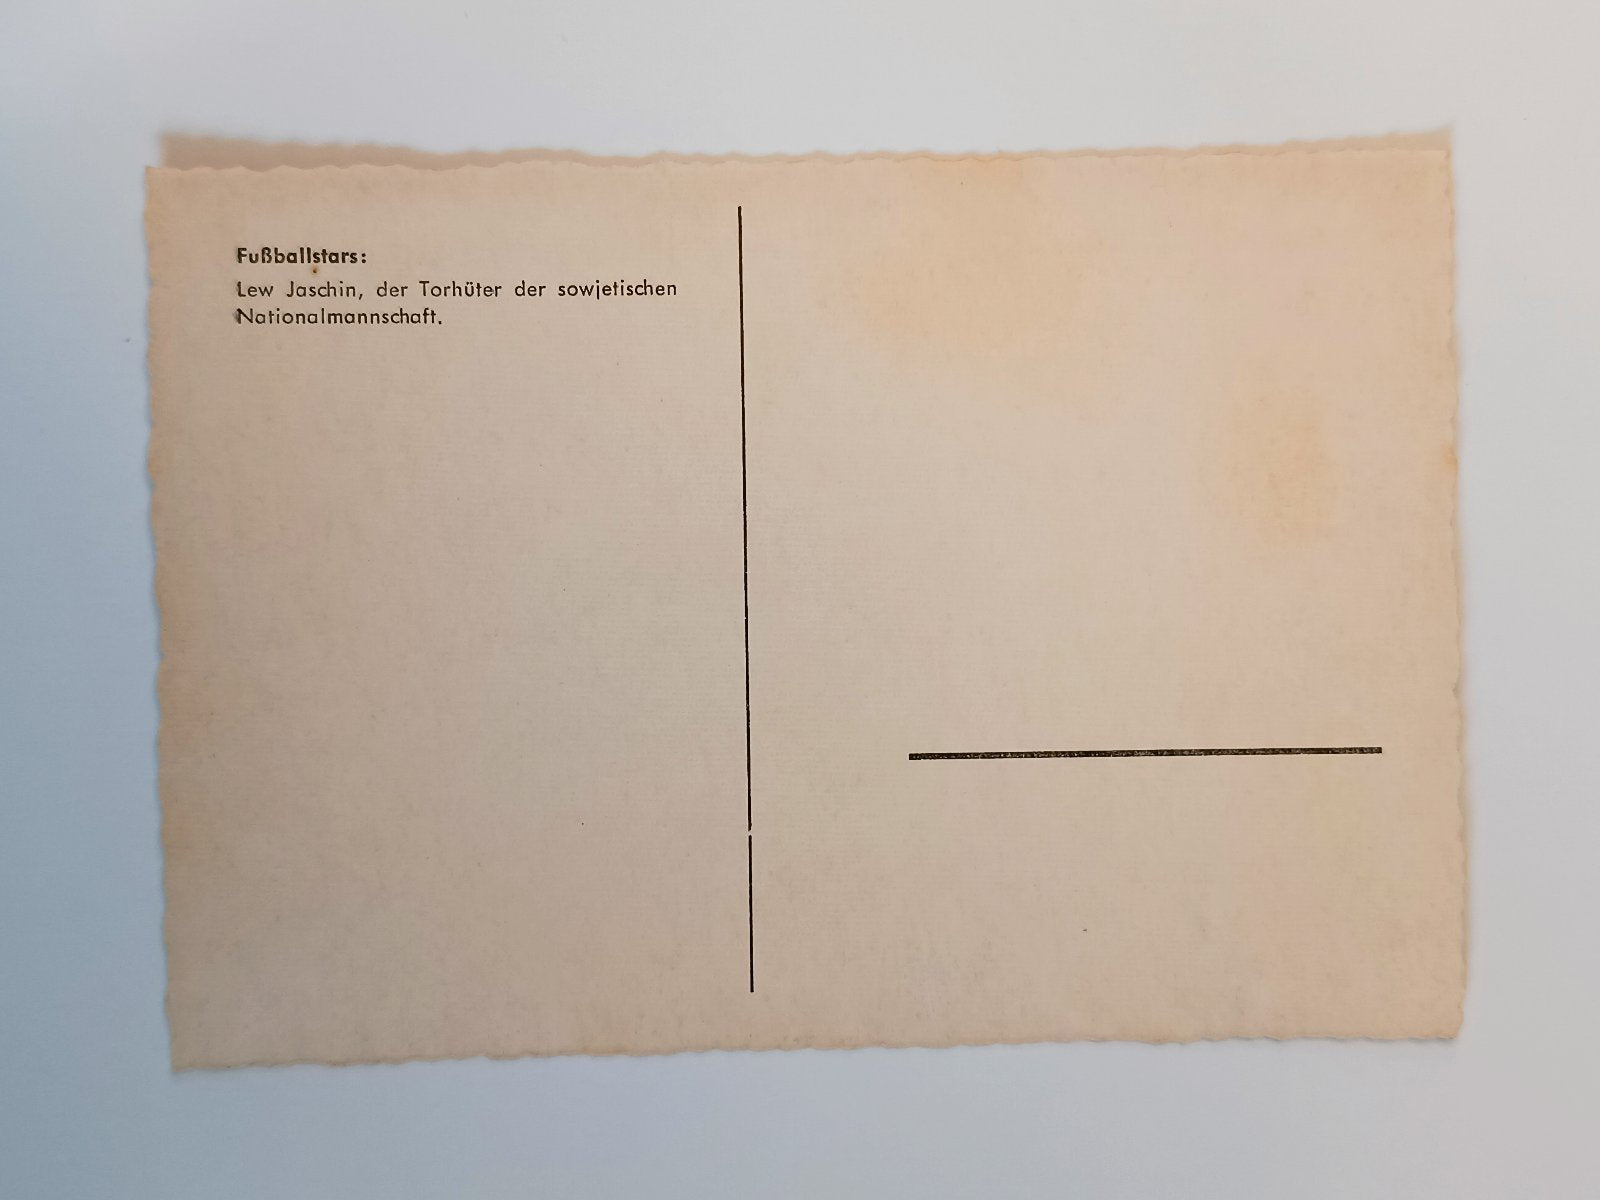 Fußballstars:
Lew Jaschin, der Torhüter der sowjetischen
Nationalmannschaft.